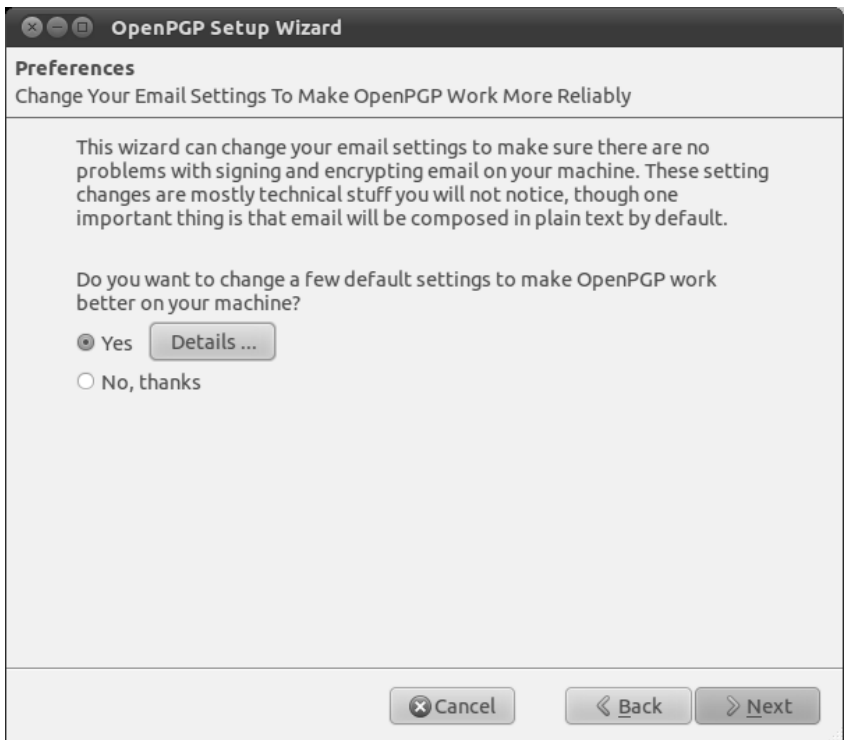 OpenPGP Setup Wizard
Preferences
Change Your Email Settings To Make OpenPGP Work More Reliably
This wizard can change your email settings to make sure there are no
problems with signing and encrypting email on your machine. These setting
changes are mostly technical stuff you will not notice, though one
important thing is that email will be composed in plain text by default.
Do you want to change a few default settings to make OpenPGP work
better on your machine?
Yes Details ...
No, thanks
Cancel Back Next